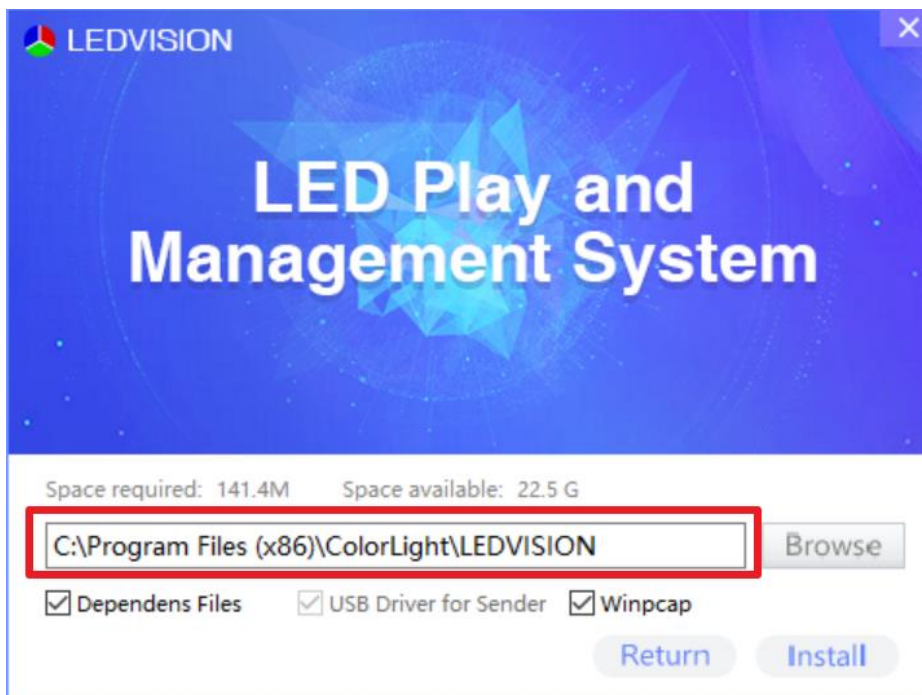 LEDVISION
LED Play and
Management System
Space required: 141.4M Space available: 22.5 G
C:\Program Files (x86)\ColorLight\LEDVISION Browse
Dependens Files USB Driver for Sender Winpcap
Return Install